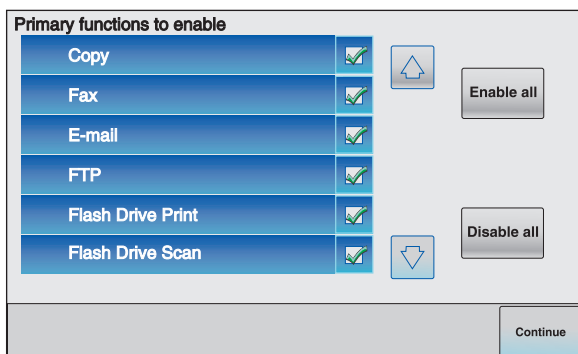 Primary functions to enable
Copy
Fax
E-mail
FTP
Flash Drive Print
Flash Drive Scan
Enable all
Disable all
Continue